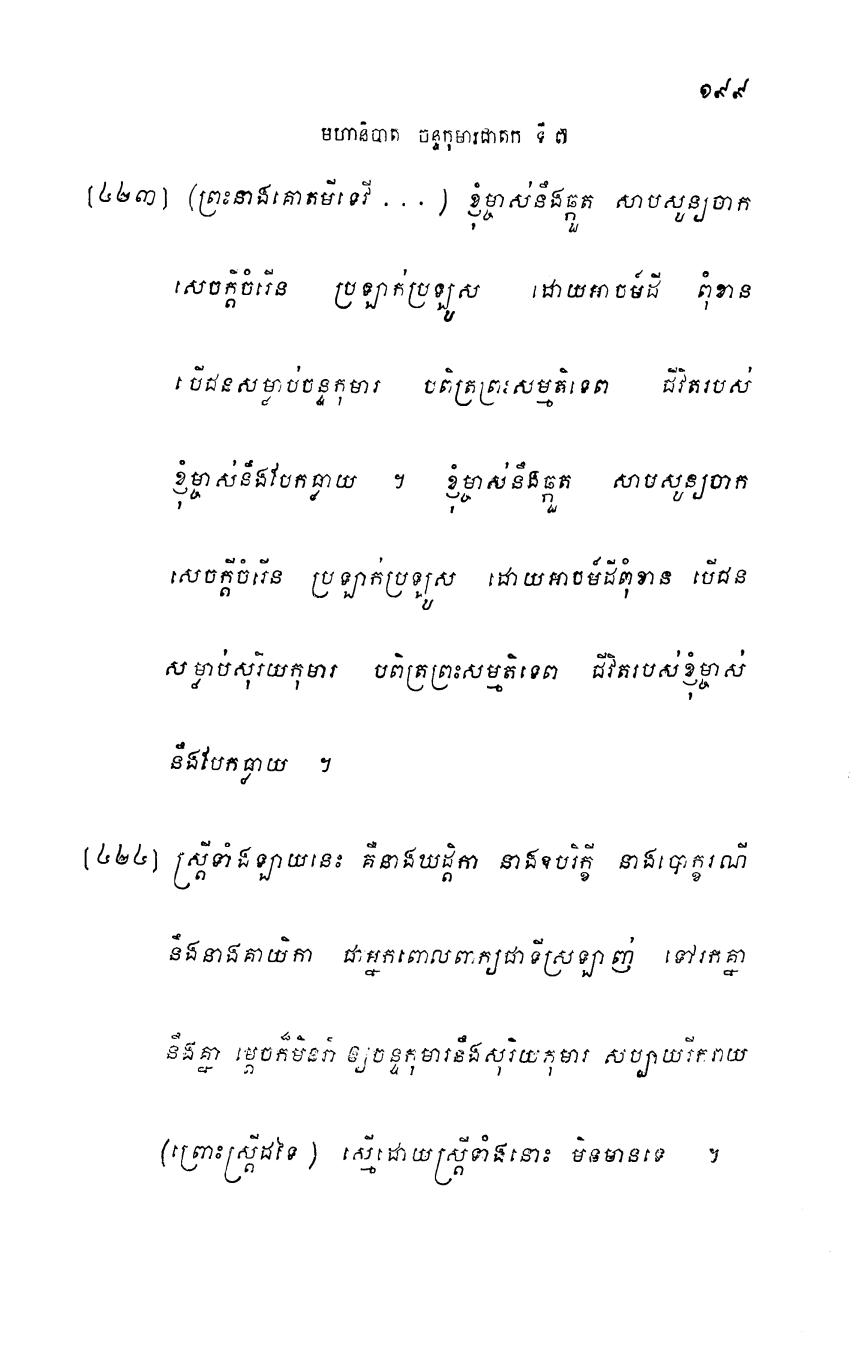 ១៩៩
មហានិបាត ចន្ទកុមារជាតក ទី ៧
[៤២៣] (ព្រះនាងគោតមីទេវី . . . ) ខ្ញុំម្ចាស់នឹងឆ្កួត សាបសូន្យចាក
សេចក្តីចំរើន ប្រឡាក់ប្រឡូស ដោយអាចម៍ដី ពុំខាន
បើជនសម្លាប់ចន្ទកុមារ បពិត្រព្រះសម្មតិទេព ជីវិតរបស់
ខ្ញុំម្ចាស់នឹងបែកធ្លាយ ។ ខ្ញុំម្ចាស់នឹងឆ្កួត សាបសូន្យចាក
សេចក្តីចំរើន ប្រឡាក់ប្រឡូស ដោយអាចម៍ដីពុំខាន បើជន
សម្លាប់សុរិយកុមារ បពិត្រព្រះសម្មតិទេព ជីវិតរបស់ខ្ញុំម្ចាស់
នឹងបែកធ្លាយ ។
[៤២៤] ស្ត្រីទាំងឡាយនេះ គឺនាងឃដ្តិកា នាងឧបរិក្ខី នាងបោក្ខរណី
នឹងនាងគាយិកា ជាអ្នកពោលពាក្យជាទីស្រឡាញ់ ទៅរកគ្នា
នឹងគ្នា ម្តេចក៏មិនរាំ ឲ្យចន្ទកុមារនឹងសុរិយកុមារ សប្បាយរីករាយ
(ព្រោះស្ត្រីដទៃ) ស្មើដោយស្ត្រីទាំងនោះ មិនមានទេ ។